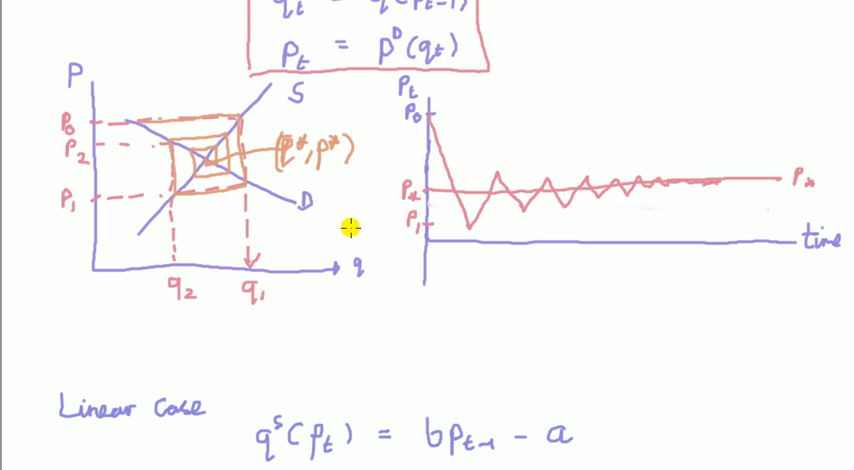 p_t = p^D(q_t)
P
S
P_t
P_0
P_0
P_2
(q*, p*)
P_*
P_*
P_1
D
P_1
time
q
q_2
q_1
Linear Case
q^s(p_t) = bp_{t-1} - a